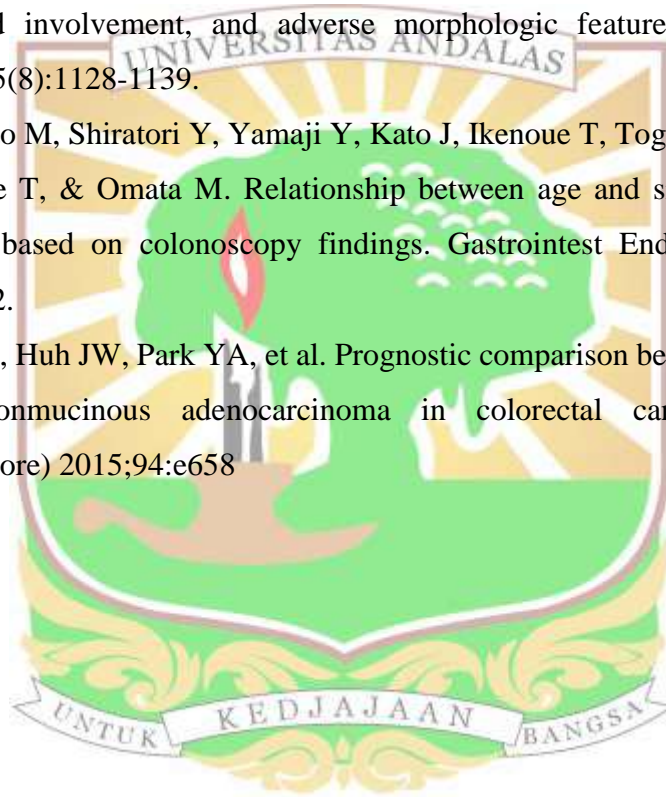 d involvement, and adverse morphologic feature
UNIVERSITAS ANDALAS
5(8):1128-1139.
o M, Shiratori Y, Yamaji Y, Kato J, Ikenoue T, Tog
e T, & Omata M. Relationship between age and s
based on colonoscopy findings. Gastrointest End
2.
, Huh JW, Park YA, et al. Prognostic comparison be
onmucinous adenocarcinoma in colorectal can
ore) 2015;94:e658
UNTUK KEDJAJAAN BANGSA